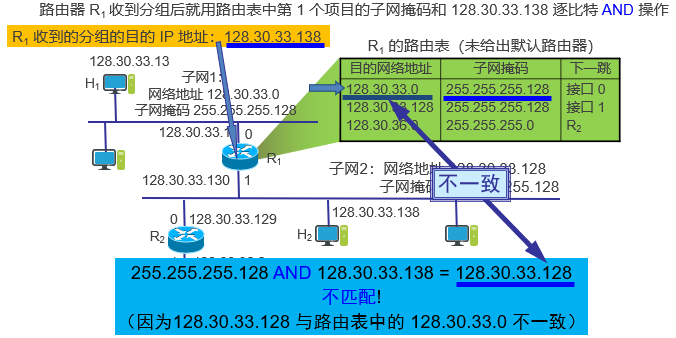 路由器 R1 收到分组后就用路由表中第 1 个项目的子网掩码和 128.30.33.138 逐比特 AND 操作
R1 收到的分组的目的 IP 地址：128.30.33.138
R1 的路由表（未给出默认路由器）
128.30.33.13
H1
子网1：
网络地址 128.30.33.0
子网掩码 255.255.255.128
目的网络地址 子网掩码 下一跳
128.30.33.0 255.255.255.128 接口 0
128.30.33.128 255.255.255.128 接口 1
128.30.36.0 255.255.255.0 R2
128.30.33.1 0
R1
128.30.33.130 1
子网2：网络地址 128.30.33.128
子网掩码 255.255.255.128
不一致
0 128.30.33.129
R2
128.30.33.138
H2
255.255.255.128 AND 128.30.33.138 = 128.30.33.128
不匹配!
（因为128.30.33.128 与路由表中的 128.30.33.0 不一致）